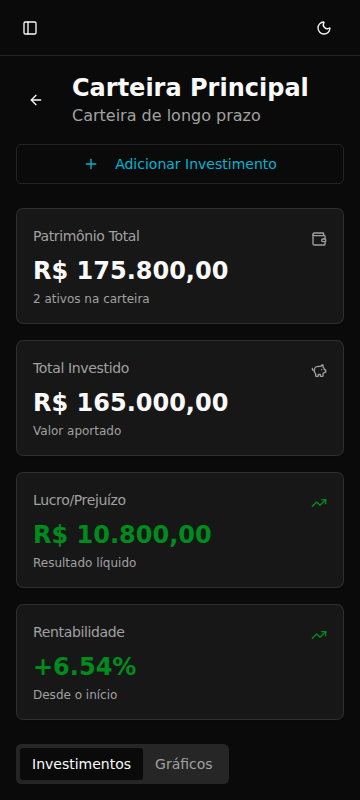 Carteira Principal
Carteira de longo prazo
Adicionar Investimento
Patrimônio Total
R$ 175.800,00
2 ativos na carteira
Total Investido
R$ 165.000,00
Valor aportado
Lucro/Prejuízo
R$ 10.800,00
Resultado líquido
Rentabilidade
+6.54%
Desde o início
Investimentos Gráficos